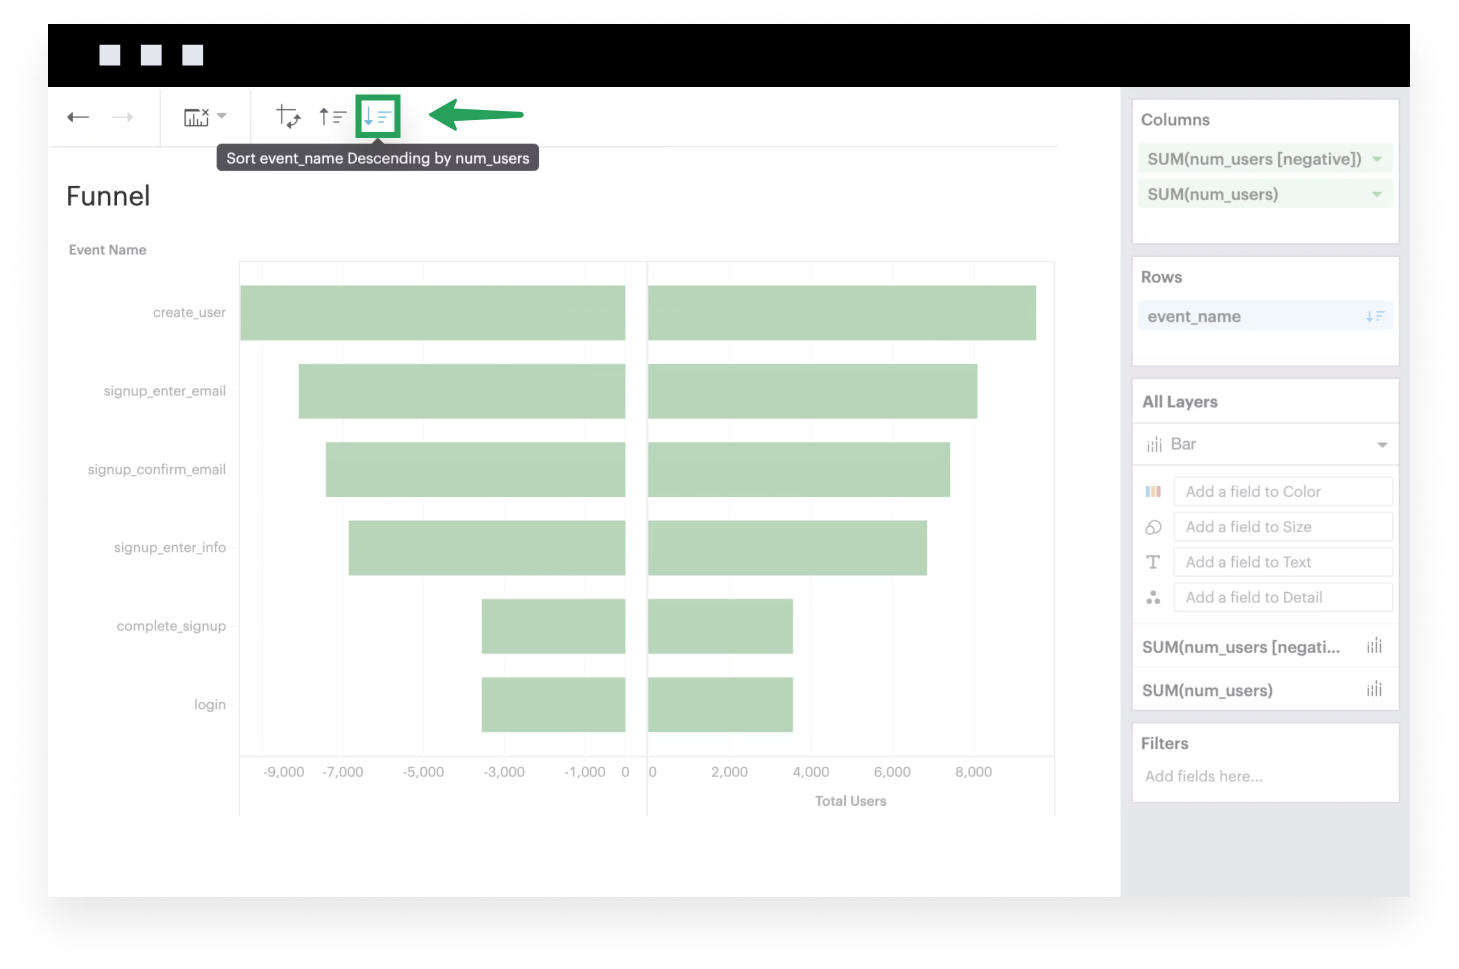 Sort event_name Descending by num_users
Funnel
Event Name
create_user
signup_enter_email
signup_confirm_email
signup_enter_info
complete_signup
login
-9,000 -7,000 -5,000 -3,000 -1,000 0 0 2,000 4,000 6,000 8,000
Total Users
Columns
SUM(num_users [negative])
SUM(num_users)
Rows
event_name
All Layers
Bar
Add a field to Color
Add a field to Size
T Add a field to Text
Add a field to Detail
SUM(num_users [negati...
SUM(num_users)
Filters
Add fields here...